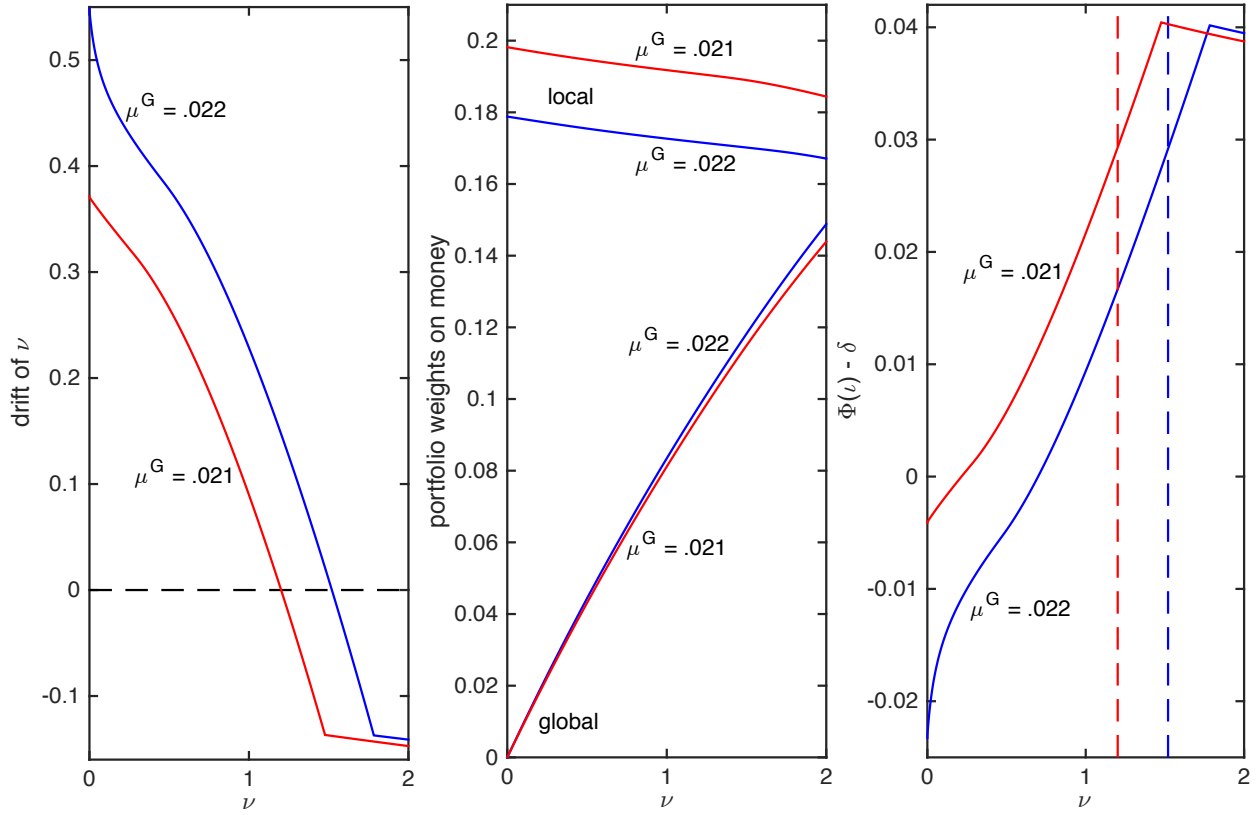 drift of ν
0.5
0.4
0.3
0.2
0.1
0
-0.1
μ^G = .022
μ^G = .021
0
1
2
ν
portfolio weights on money
0.2
0.18
0.16
0.14
0.12
0.1
0.08
0.06
0.04
0.02
0
μ^G = .021
local
μ^G = .022
μ^G = .022
μ^G = .021
global
0
1
2
ν
Φ(ι) - δ
0.04
0.03
0.02
0.01
0
-0.01
-0.02
μ^G = .021
μ^G = .022
0
1
2
ν